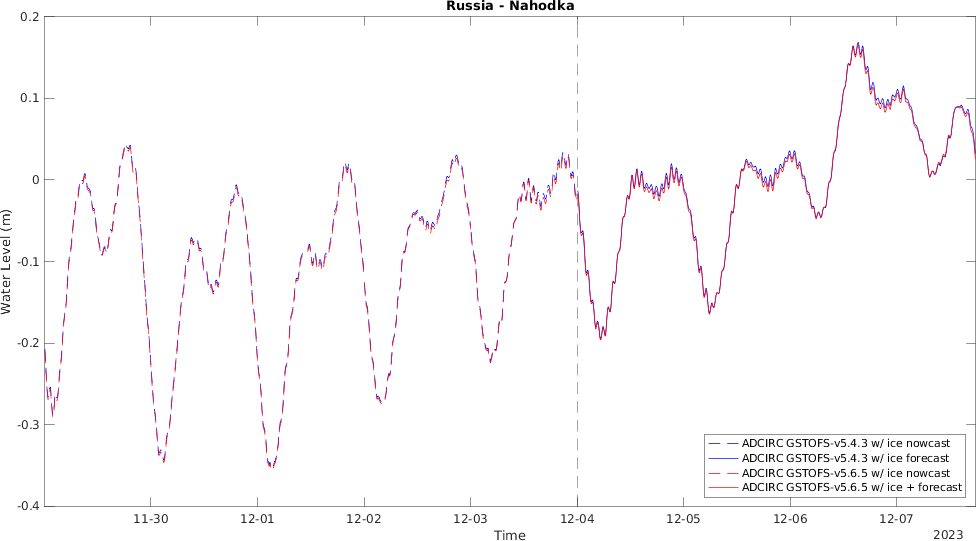 Russia - Nahodka
Water Level (m)
0.2
0.1
0
-0.1
-0.2
-0.3
-0.4
11-30
12-01
12-02
12-03
12-04
12-05
12-06
12-07
Time
2023
ADCIRC GSTOFS-v5.4.3 w/ ice nowcast
ADCIRC GSTOFS-v5.4.3 w/ ice forecast
ADCIRC GSTOFS-v5.6.5 w/ ice nowcast
ADCIRC GSTOFS-v5.6.5 w/ ice + forecast